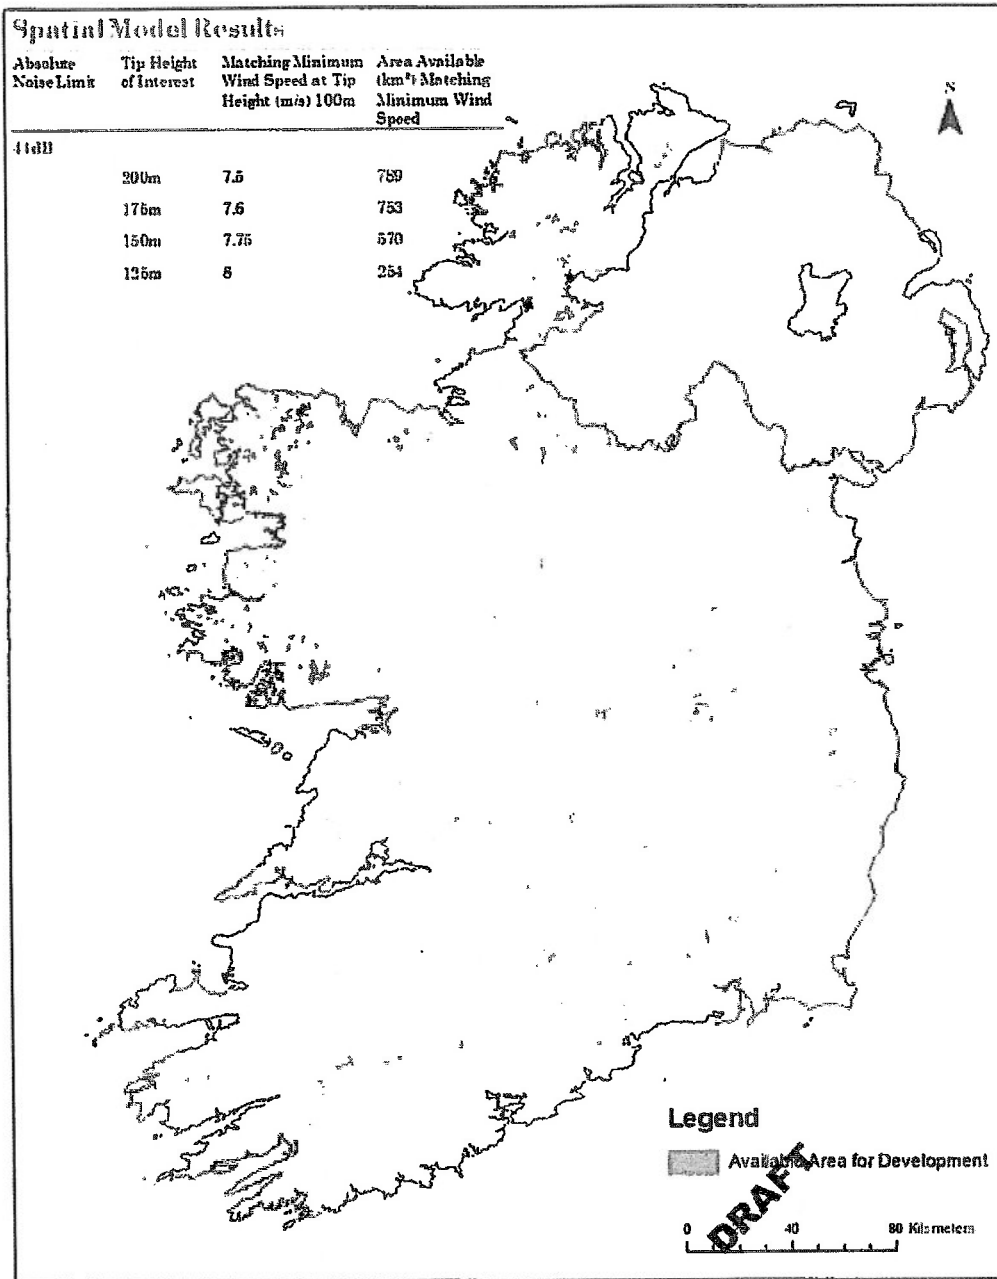 Spatial Model Results
Absolute Noise Limit | Tip Height of Interest | Matching Minimum Wind Speed at Tip Height (m/s) 100m | Area Available (km²) Matching Minimum Wind Speed
200m 7.5 789
175m 7.6 753
150m 7.75 570
125m 8 254
N
Legend
Available Area for Development
DRAFT
0 40 80 Kilometers